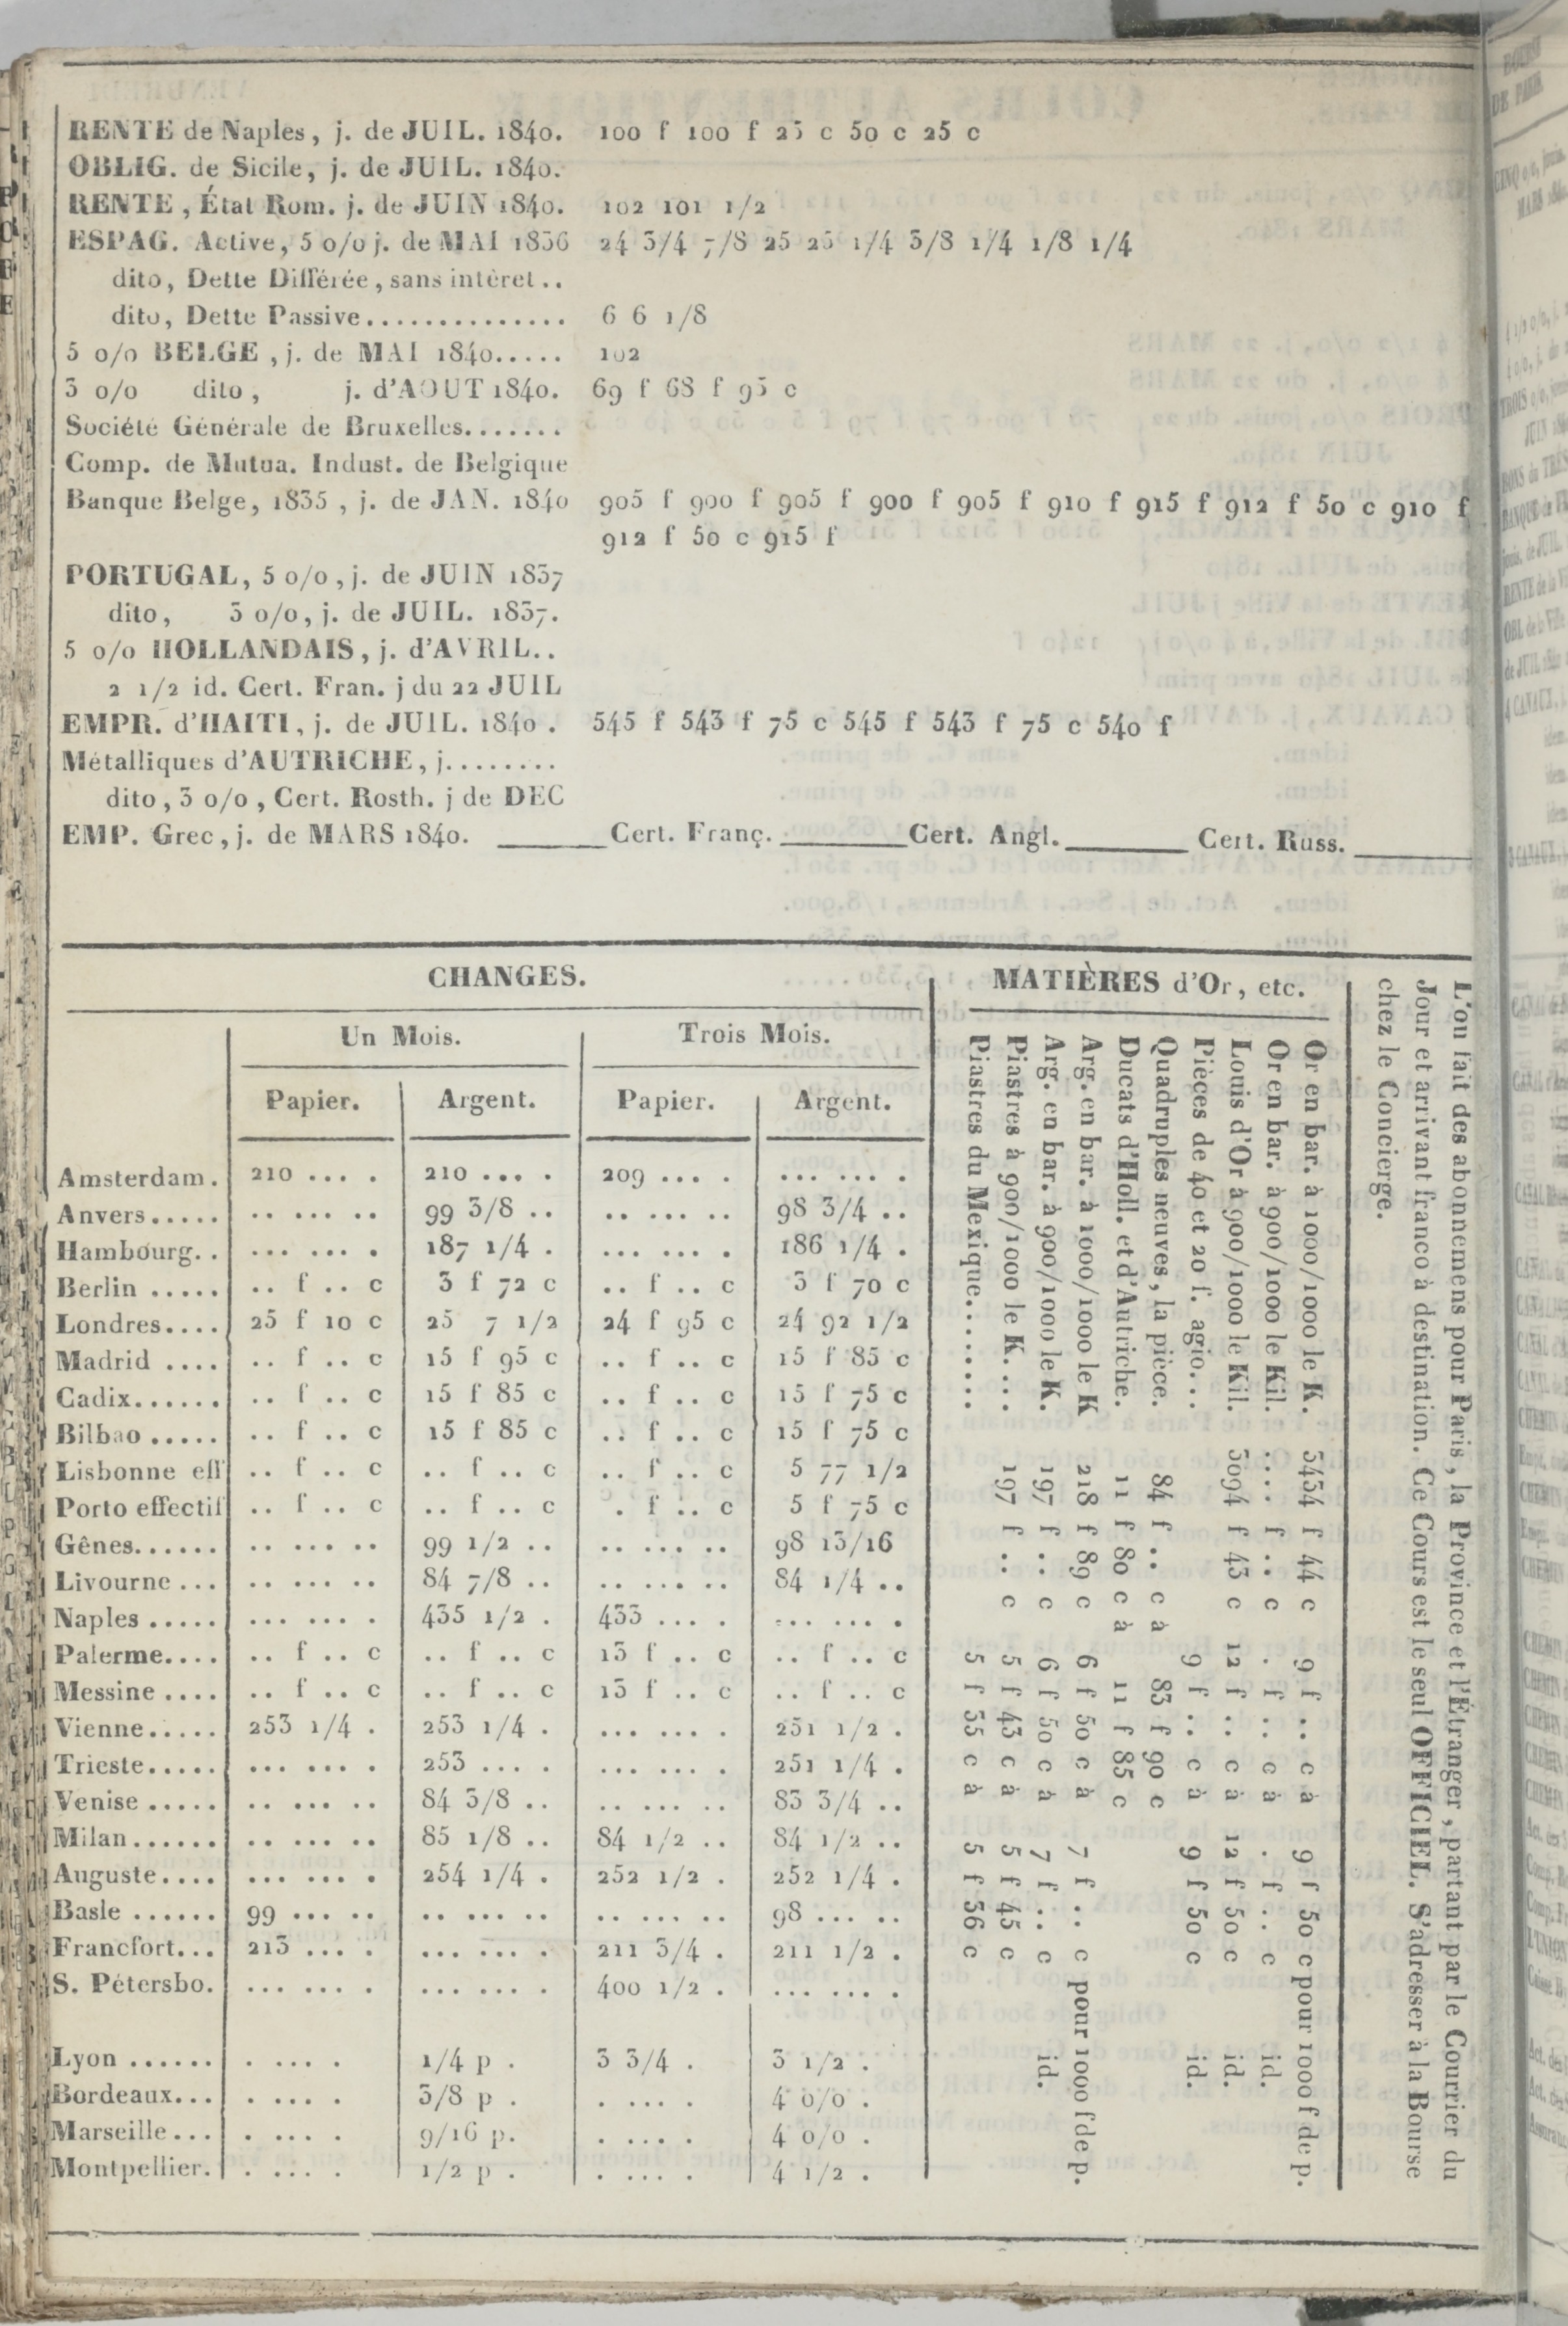 RENTE de Naples, j. de JUIL. 1840. 100 f 100 f 25 c 50 c 25 c
OBLIG. de Sicile, j. de JUIL. 1840.
RENTE, État Rom. j. de JUIN 1840. 102 101 1/2
ESPAG. Active, 5 o/o j. de MAI 1836 24 3/4 7/8 25 25 1/4 3/8 1/4 1/8 1/4
dito, Dette Différée, sans intéret..
dito, Dette Passive.............. 6 6 1/8
5 o/o BELGE, j. de MAI 1840..... 102
3 o/o dito, j. d'AOUT 1840. 69 f 68 f 95 c
Société Générale de Bruxelles.......
Comp. de Mutua. Indust. de Belgique
Banque Belge, 1835, j. de JAN. 1840 905 f 900 f 905 f 900 f 905 f 910 f 915 f 912 f 50 c 910 f
912 f 50 c 915 f
PORTUGAL, 5 o/o, j. de JUIN 1837
dito, 3 o/o, j. de JUIL. 1837.
5 o/o HOLLANDAIS, j. d'AVRIL..
2 1/2 id. Cert. Fran. j du 22 JUIL
EMPR. d'HAITI, j. de JUIL. 1840 . 545 f 543 f 75 c 545 f 543 f 75 c 540 f
Métalliques d'AUTRICHE, j........
dito, 3 o/o, Cert. Rosth. j de DEC
EMP. Grec, j. de MARS 1840. ______ Cert. Franç. ______ Cert. Angl. ______ Cert. Russ. ______
CHANGES.
Un Mois. Trois Mois.
Papier. Argent. Papier. Argent.
Amsterdam. 210 ... . 210 ... . 209 ... . ... ... .
Anvers..... .. ... .. 99 3/8 .. .. ... .. 98 3/4 ..
Hambourg.. ... ... . 187 1/4 . ... ... . 186 1/4 .
Berlin ..... .. f .. c 3 f 72 c .. f .. c 3 f 70 c
Londres.... 25 f 10 c 25 7 1/2 24 f 95 c 24 92 1/2
Madrid .... .. f .. c 15 f 95 c .. f .. c 15 f 85 c
Cadix...... .. f .. c 15 f 85 c .. f .. c 15 f 75 c
Bilbao ..... .. f .. c 15 f 85 c .. f .. c 15 f 75 c
Lisbonne eff .. f .. c .. f .. c .. f .. c 5 77 1/2
Porto effectif .. f .. c .. f .. c . f .. c 5 f 75 c
Gênes...... .. ... .. 99 1/2 .. .. ... .. 98 13/16
Livourne ... .. ... .. 84 7/8 .. .. ... .. 84 1/4 ..
Naples ..... ... ... . 435 1/2 . 433 ... . ... ... .
Palerme.... .. f .. c .. f .. c 13 f .. c .. f .. c
Messine .... .. f .. c .. f .. c 13 f .. c .. f .. c
Vienne..... 253 1/4 . 253 1/4 . ... ... . 251 1/2 .
Trieste..... ... ... . 253 ... . ... ... . 251 1/4 .
Venise ..... .. ... .. 84 3/8 .. .. ... .. 83 3/4 ..
Milan...... .. ... .. 85 1/8 .. 84 1/2 .. 84 1/2 ..
Auguste.... ... ... . 254 1/4 . 252 1/2 . 252 1/4 .
Basle ...... 99 ... .. .. ... .. .. ... .. 98 ... ..
Francfort... 213 ... . ... ... . 211 3/4 . 211 1/2 .
S. Pétersbo. ... ... . ... ... . 400 1/2 . ... ... .
Lyon ...... . ... . 1/4 p . 3 3/4 . 3 1/2 .
Bordeaux... . ... . 3/8 p . . ... . 4 o/o .
Marseille ... . ... . 9/16 p. . ... . 4 o/o .
Montpellier. . ... . 1/2 p . . ... . 4 1/2 .
MATIÈRES d'Or, etc.
Or en bar. à 1000/1000 le K. 3434 f 44 c 9 f .. c à 9 f 50 c pour 1000 f de p.
Or en bar. à 900/1000 le Kil. .... f .. c . f .. c à . f .. c id.
Louis d'Or à 900/1000 le Kil. 3094 f 43 c 12 f .. c à 12 f 50 c id.
Pièces de 40 et 20 f. agio... 9 f .. c à 9 f 50 c id.
Quadruples neuves, la pièce. 84 f .. c à 83 f 90 c
Ducats d'Holl. et d'Autriche. 11 f 80 c à 11 f 85 c
Arg. en bar. à 1000/1000 le K 218 f 89 c 6 f 50 c à 7 f .. c pour 1000 f de p.
Arg. en bar. à 900/1000 le K. 197 f .. c 6 f 50 c à 7 f .. c id.
Piastres à 900/1000 le K. ... 197 f .. c 5 f 43 c à 5 f 45 c
Piastres du Mexique........ 5 f 35 c à 5 f 36 c
L'on fait des abonnemens pour Paris, la Province et l'Étranger, partant par le Courrier du
Jour et arrivant franco à destination. Ce Cours est le seul OFFICIEL. S'adresser à la Bourse
chez le Concierge.